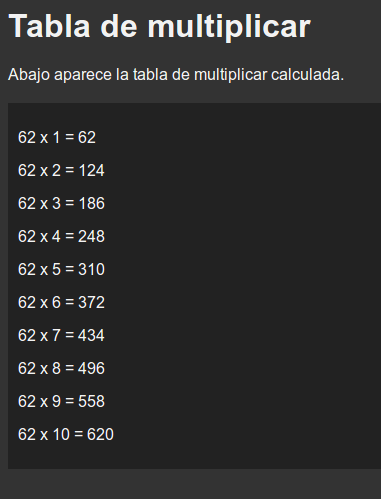 Tabla de multiplicar
Abajo aparece la tabla de multiplicar calculada.
62 x 1 = 62
62 x 2 = 124
62 x 3 = 186
62 x 4 = 248
62 x 5 = 310
62 x 6 = 372
62 x 7 = 434
62 x 8 = 496
62 x 9 = 558
62 x 10 = 620